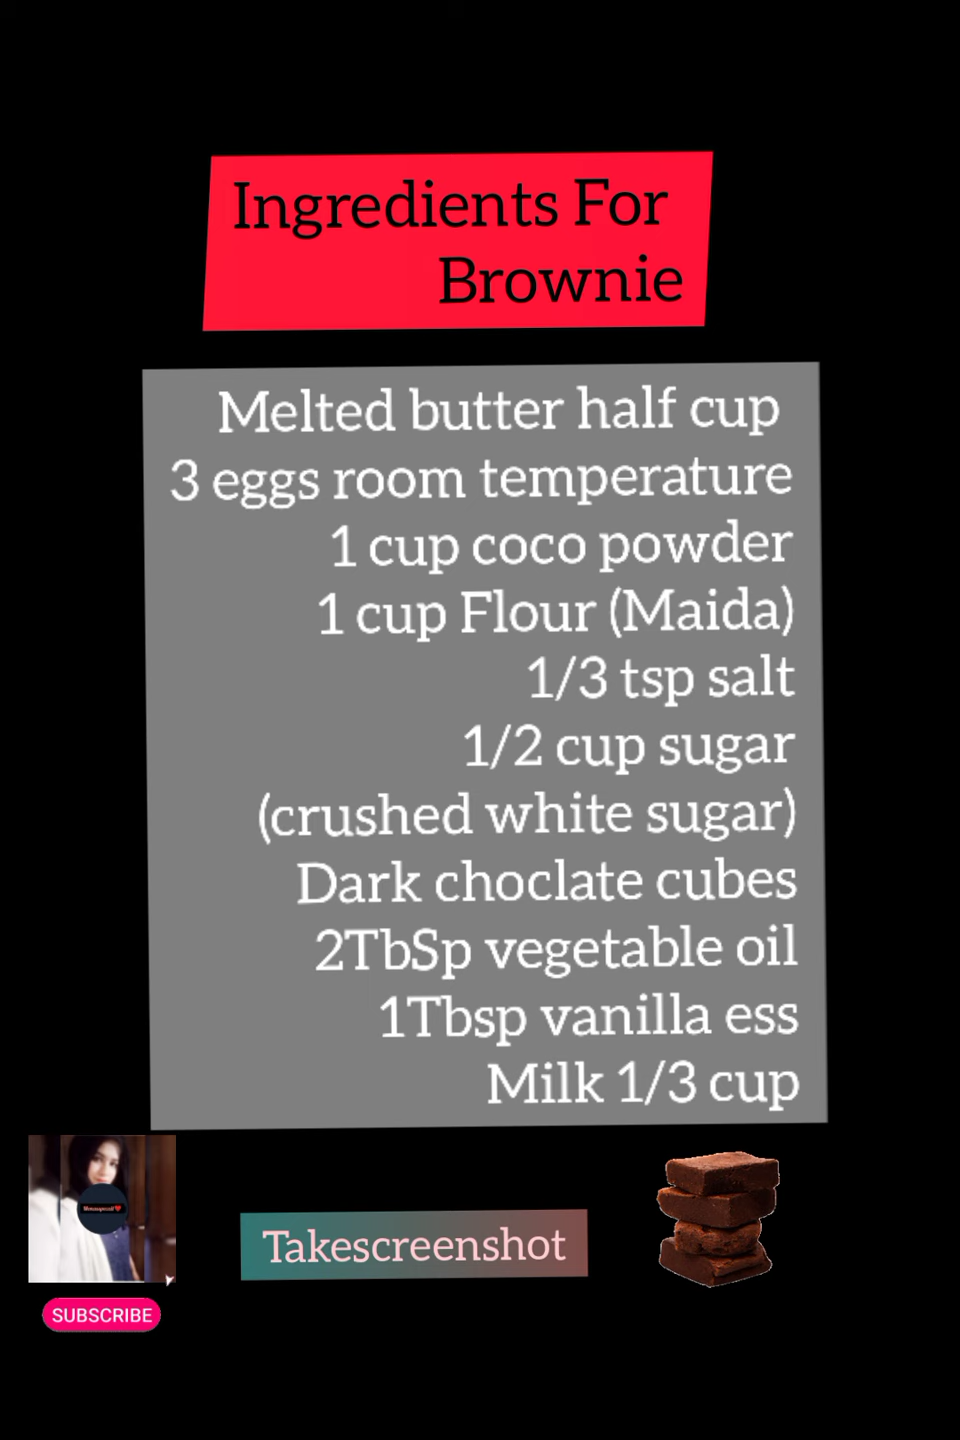 Ingredients For
Brownie
Melted butter half cup
3 eggs room temperature
1 cup coco powder
1 cup Flour (Maida)
1/3 tsp salt
1/2 cup sugar
(crushed white sugar)
Dark choclate cubes
2TbSp vegetable oil
1Tbsp vanilla ess
Milk 1/3 cup
Takescreenshot
SUBSCRIBE